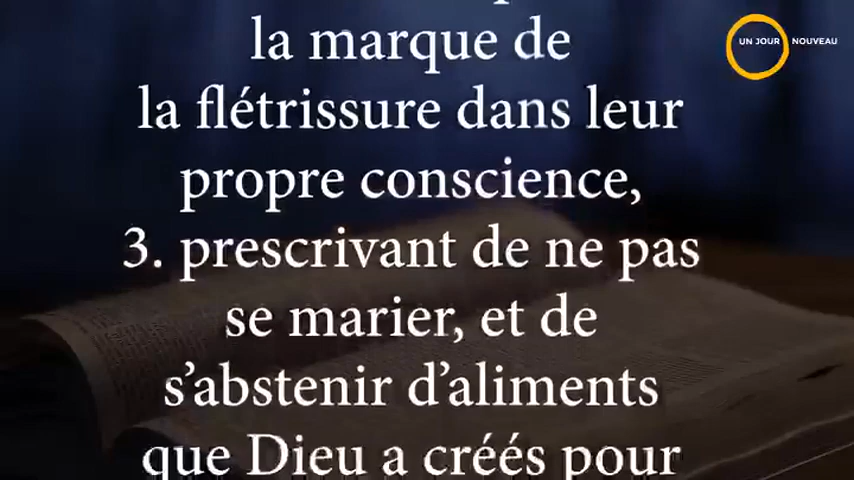 UN JOUR NOUVEAU
la marque de
la flétrissure dans leur
propre conscience,
3. prescrivant de ne pas
se marier, et de
s’abstenir d’aliments
que Dieu a créés pour